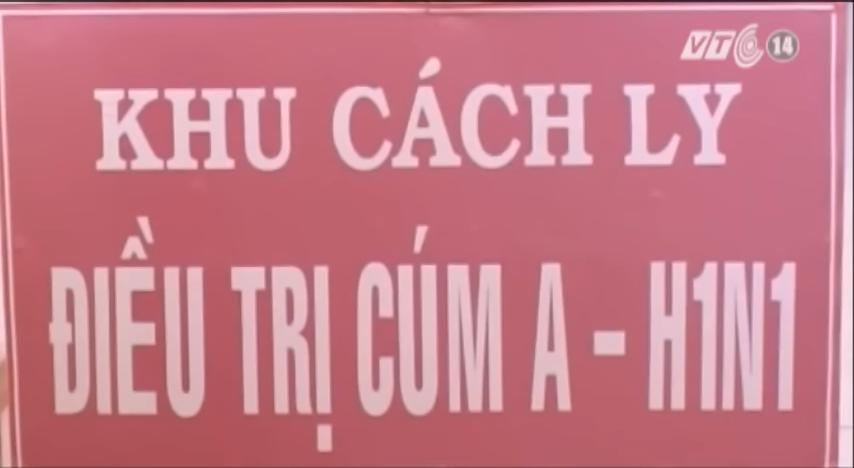 VTC 14
KHU CÁCH LY
ĐIỀU TRỊ CÚM A - H1N1